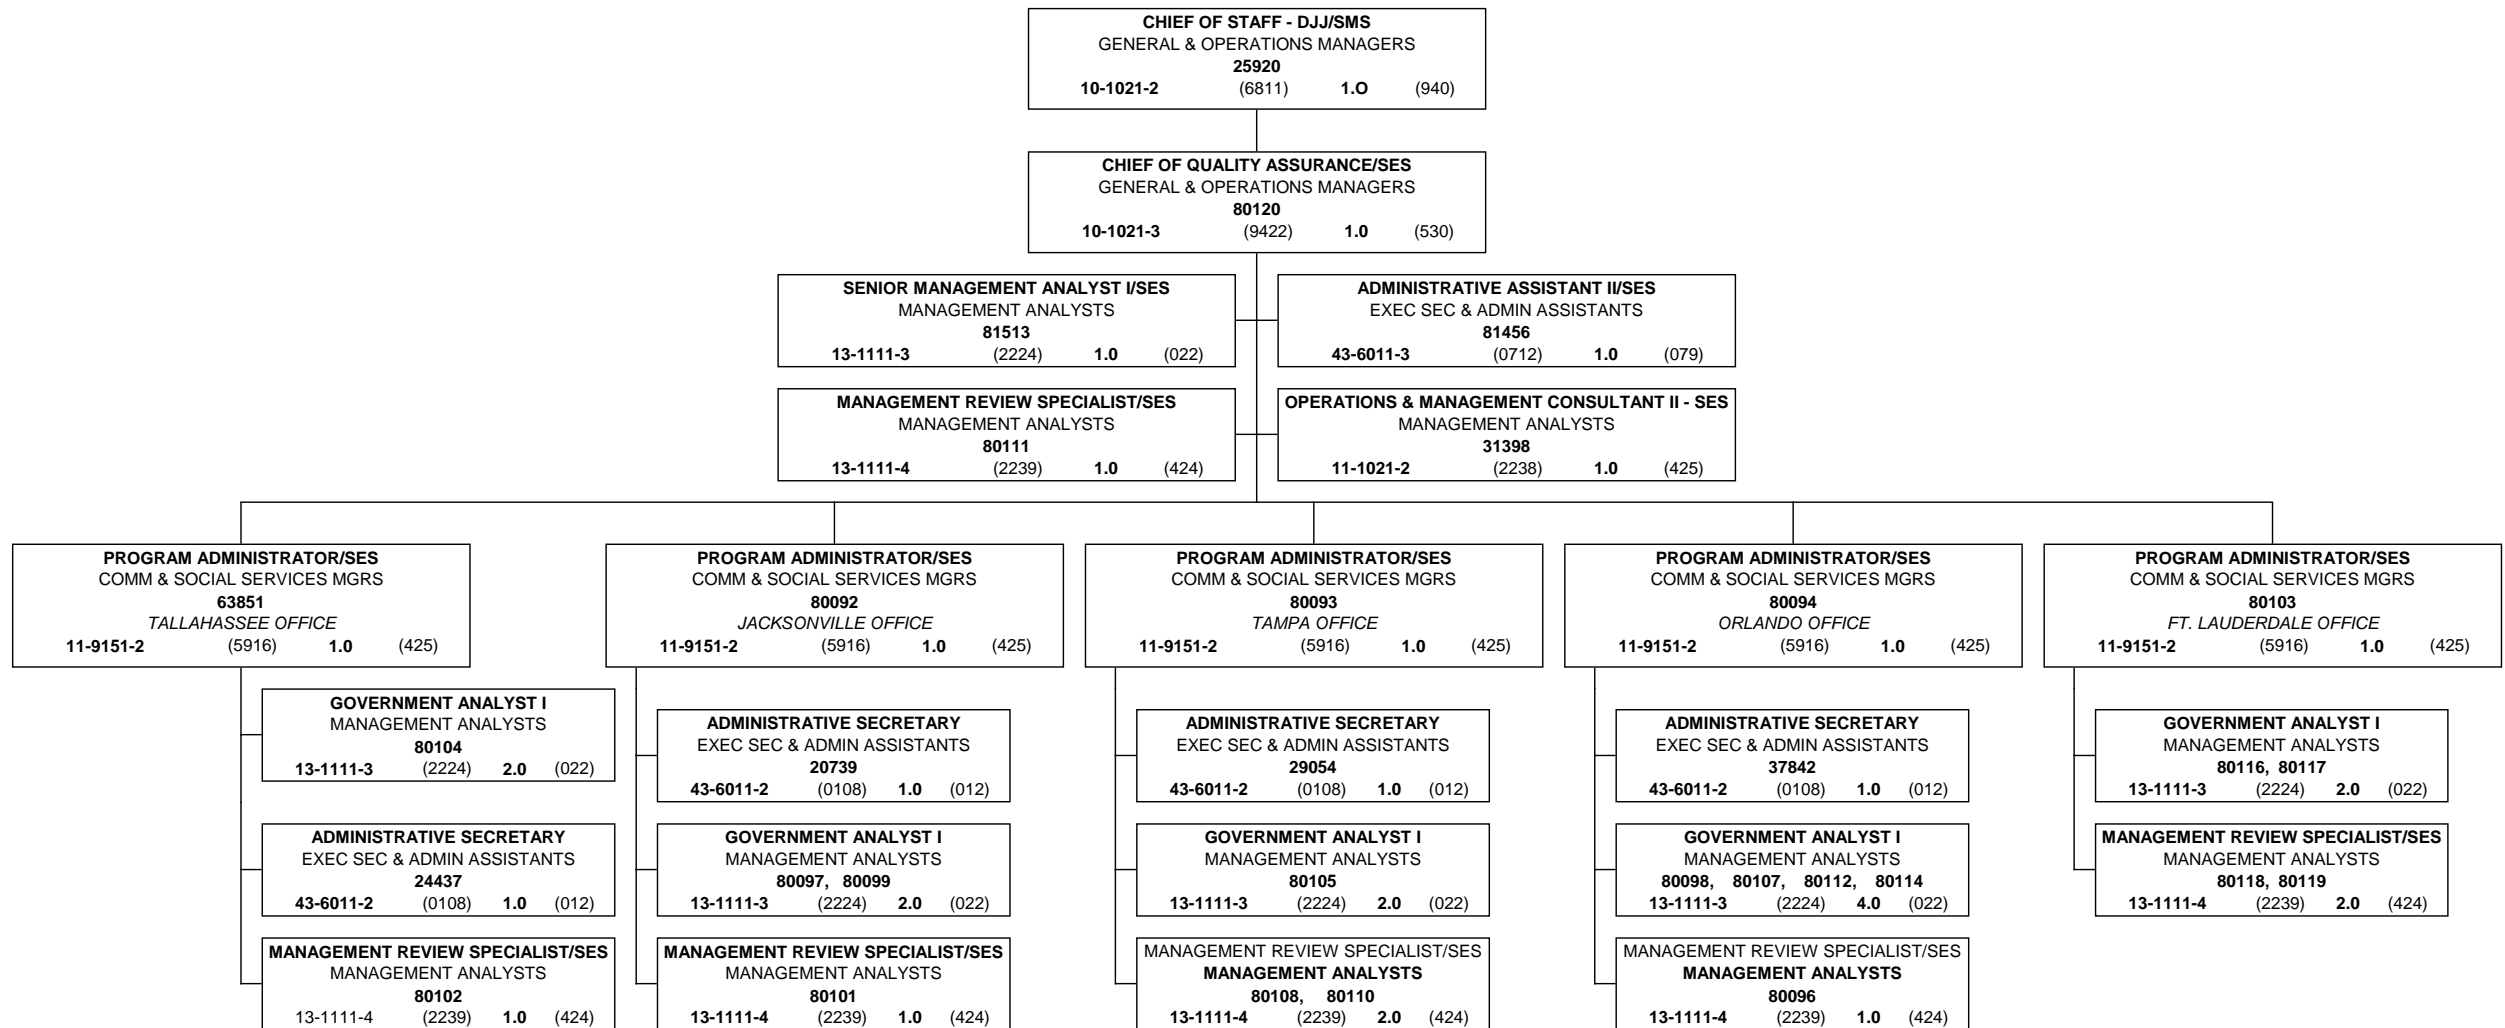 CHIEF OF STAFF - DJJ/SMS
GENERAL & OPERATIONS MANAGERS
25920
10-1021-2 (6811) 1.O (940)
CHIEF OF QUALITY ASSURANCE/SES
GENERAL & OPERATIONS MANAGERS
80120
10-1021-3 (9422) 1.0 (530)
SENIOR MANAGEMENT ANALYST I/SES
MANAGEMENT ANALYSTS
81513
13-1111-3 (2224) 1.0 (022)
ADMINISTRATIVE ASSISTANT II/SES
EXEC SEC & ADMIN ASSISTANTS
81456
43-6011-3 (0712) 1.0 (079)
MANAGEMENT REVIEW SPECIALIST/SES
MANAGEMENT ANALYSTS
80111
13-1111-4 (2239) 1.0 (424)
OPERATIONS & MANAGEMENT CONSULTANT II - SES
MANAGEMENT ANALYSTS
31398
11-1021-2 (2238) 1.0 (425)
PROGRAM ADMINISTRATOR/SES
COMM & SOCIAL SERVICES MGRS
63851
TALLAHASSEE OFFICE
11-9151-2 (5916) 1.0 (425)
PROGRAM ADMINISTRATOR/SES
COMM & SOCIAL SERVICES MGRS
80092
JACKSONVILLE OFFICE
11-9151-2 (5916) 1.0 (425)
PROGRAM ADMINISTRATOR/SES
COMM & SOCIAL SERVICES MGRS
80093
TAMPA OFFICE
11-9151-2 (5916) 1.0 (425)
PROGRAM ADMINISTRATOR/SES
COMM & SOCIAL SERVICES MGRS
80094
ORLANDO OFFICE
11-9151-2 (5916) 1.0 (425)
PROGRAM ADMINISTRATOR/SES
COMM & SOCIAL SERVICES MGRS
80103
FT. LAUDERDALE OFFICE
11-9151-2 (5916) 1.0 (425)
GOVERNMENT ANALYST I
MANAGEMENT ANALYSTS
80104
13-1111-3 (2224) 2.0 (022)
ADMINISTRATIVE SECRETARY
EXEC SEC & ADMIN ASSISTANTS
24437
43-6011-2 (0108) 1.0 (012)
MANAGEMENT REVIEW SPECIALIST/SES
MANAGEMENT ANALYSTS
80102
13-1111-4 (2239) 1.0 (424)
ADMINISTRATIVE SECRETARY
EXEC SEC & ADMIN ASSISTANTS
20739
43-6011-2 (0108) 1.0 (012)
GOVERNMENT ANALYST I
MANAGEMENT ANALYSTS
80097, 80099
13-1111-3 (2224) 2.0 (022)
MANAGEMENT REVIEW SPECIALIST/SES
MANAGEMENT ANALYSTS
80101
13-1111-4 (2239) 1.0 (424)
ADMINISTRATIVE SECRETARY
EXEC SEC & ADMIN ASSISTANTS
29054
43-6011-2 (0108) 1.0 (012)
GOVERNMENT ANALYST I
MANAGEMENT ANALYSTS
80105
13-1111-3 (2224) 2.0 (022)
MANAGEMENT REVIEW SPECIALIST/SES
MANAGEMENT ANALYSTS
80108, 80110
13-1111-4 (2239) 2.0 (424)
ADMINISTRATIVE SECRETARY
EXEC SEC & ADMIN ASSISTANTS
37842
43-6011-2 (0108) 1.0 (012)
GOVERNMENT ANALYST I
MANAGEMENT ANALYSTS
80098, 80107, 80112, 80114
13-1111-3 (2224) 4.0 (022)
MANAGEMENT REVIEW SPECIALIST/SES
MANAGEMENT ANALYSTS
80096
13-1111-4 (2239) 1.0 (424)
GOVERNMENT ANALYST I
MANAGEMENT ANALYSTS
80116, 80117
13-1111-3 (2224) 2.0 (022)
MANAGEMENT REVIEW SPECIALIST/SES
MANAGEMENT ANALYSTS
80118, 80119
13-1111-4 (2239) 2.0 (424)